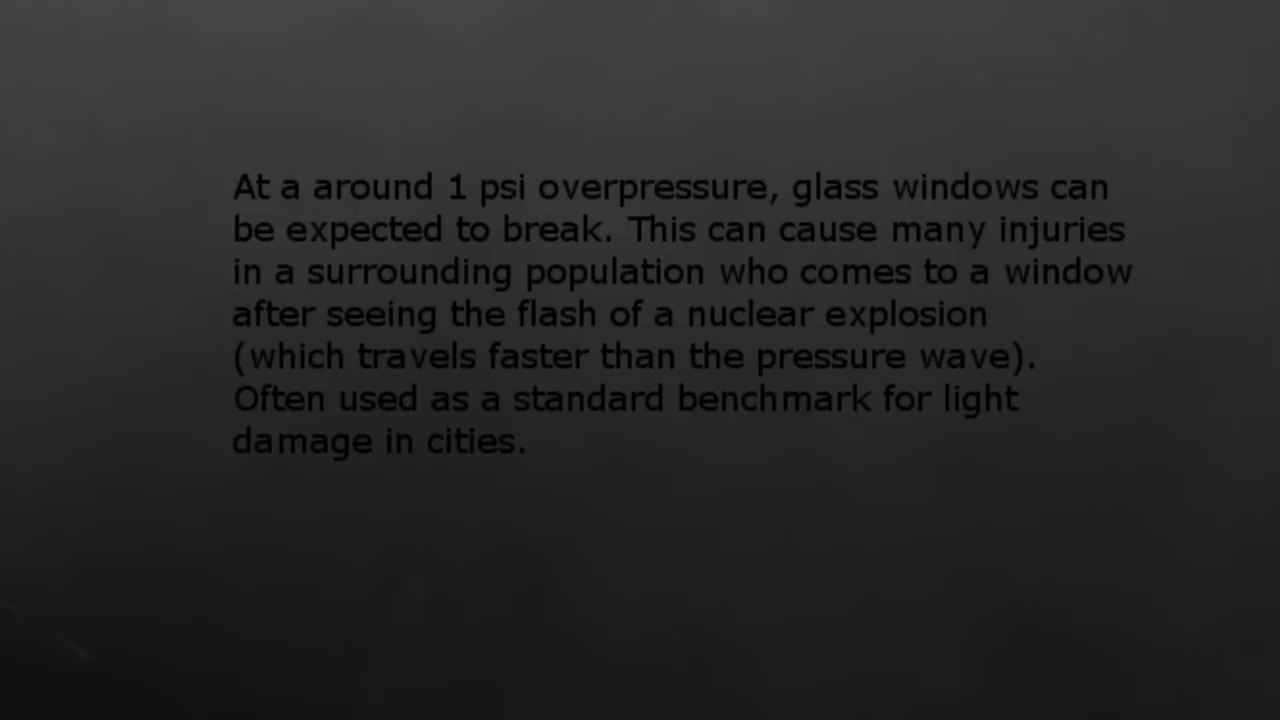 At a around 1 psi overpressure, glass windows can
be expected to break. This can cause many injuries
in a surrounding population who comes to a window
after seeing the flash of a nuclear explosion
(which travels faster than the pressure wave).
Often used as a standard benchmark for light
damage in cities.